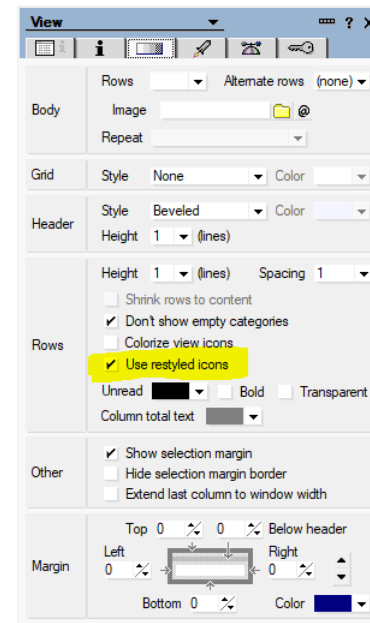 View ? X
i
Rows Alternate rows (none)
Body Image @
Repeat
Grid Style None Color
Header Style Beveled Color
Height 1 (lines)
Height 1 (lines) Spacing 1
Shrink rows to content
Don't show empty categories
Rows Colorize view icons
Use restyled icons
Unread Bold Transparent
Column total text
Show selection margin
Other Hide selection margin border
Extend last column to window width
Top 0 0 Below header
Left Right
Margin 0 0
Bottom 0 Color